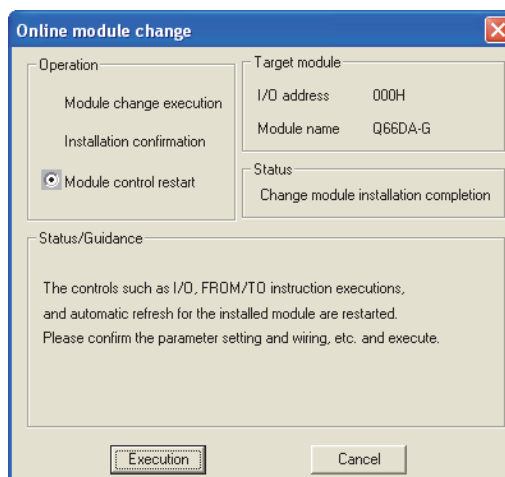 Online module change
Operation
Module change execution
Installation confirmation
Module control restart
Target module
I/O address 000H
Module name Q66DA-G
Status
Change module installation completion
Status/Guidance
The controls such as I/O, FROM/TO instruction executions,
and automatic refresh for the installed module are restarted.
Please confirm the parameter setting and wiring, etc. and execute.
Execution Cancel